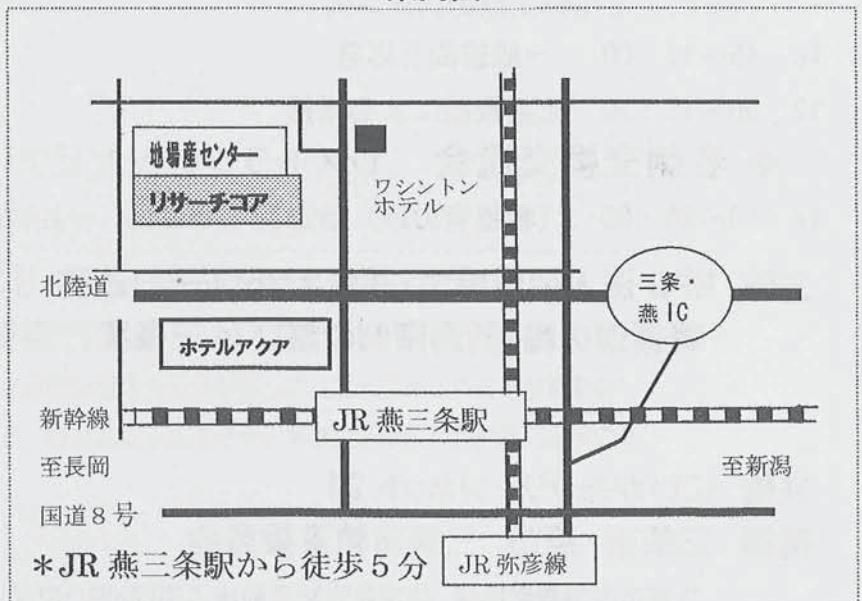 地場産センター
リサーチコア
ワシントン
ホテル
北陸道
三条・
燕 IC
ホテルアクア
新幹線
JR 燕三条駅
至長岡
至新潟
国道８号
＊JR 燕三条駅から徒歩５分
JR 弥彦線